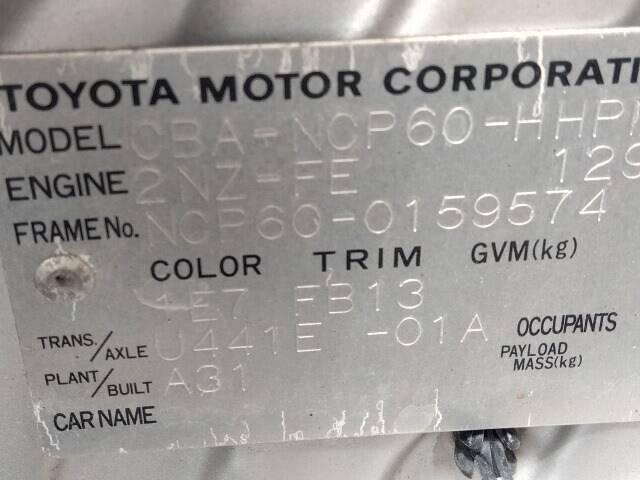 TOYOTA MOTOR CORPORATI
MODEL CBA-NCP60-HHP
ENGINE 2NZ-FE 129
FRAME No. NCP60-0159574
COLOR TRIM GVM(kg)
1E7 FB13
TRANS./AXLE U441E -01A OCCUPANTS
PLANT/BUILT A31 PAYLOAD MASS(kg)
CAR NAME